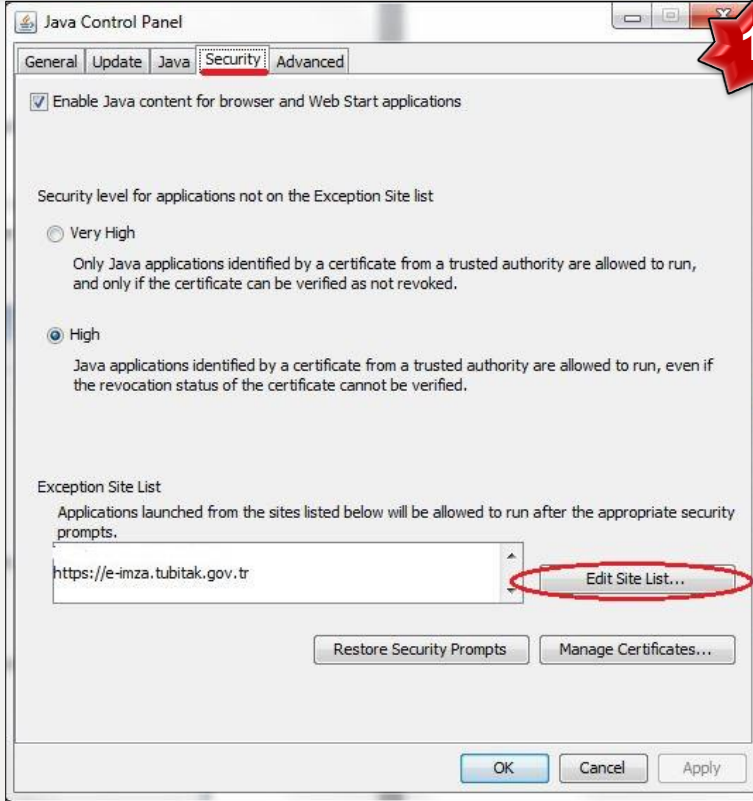 Java Control Panel
General Update Java Security Advanced
Enable Java content for browser and Web Start applications
Security level for applications not on the Exception Site list
Very High
Only Java applications identified by a certificate from a trusted authority are allowed to run,
and only if the certificate can be verified as not revoked.
High
Java applications identified by a certificate from a trusted authority are allowed to run, even if
the revocation status of the certificate cannot be verified.
Exception Site List
Applications launched from the sites listed below will be allowed to run after the appropriate security
prompts.
https://e-imza.tubitak.gov.tr
Edit Site List...
Restore Security Prompts Manage Certificates...
OK Cancel Apply